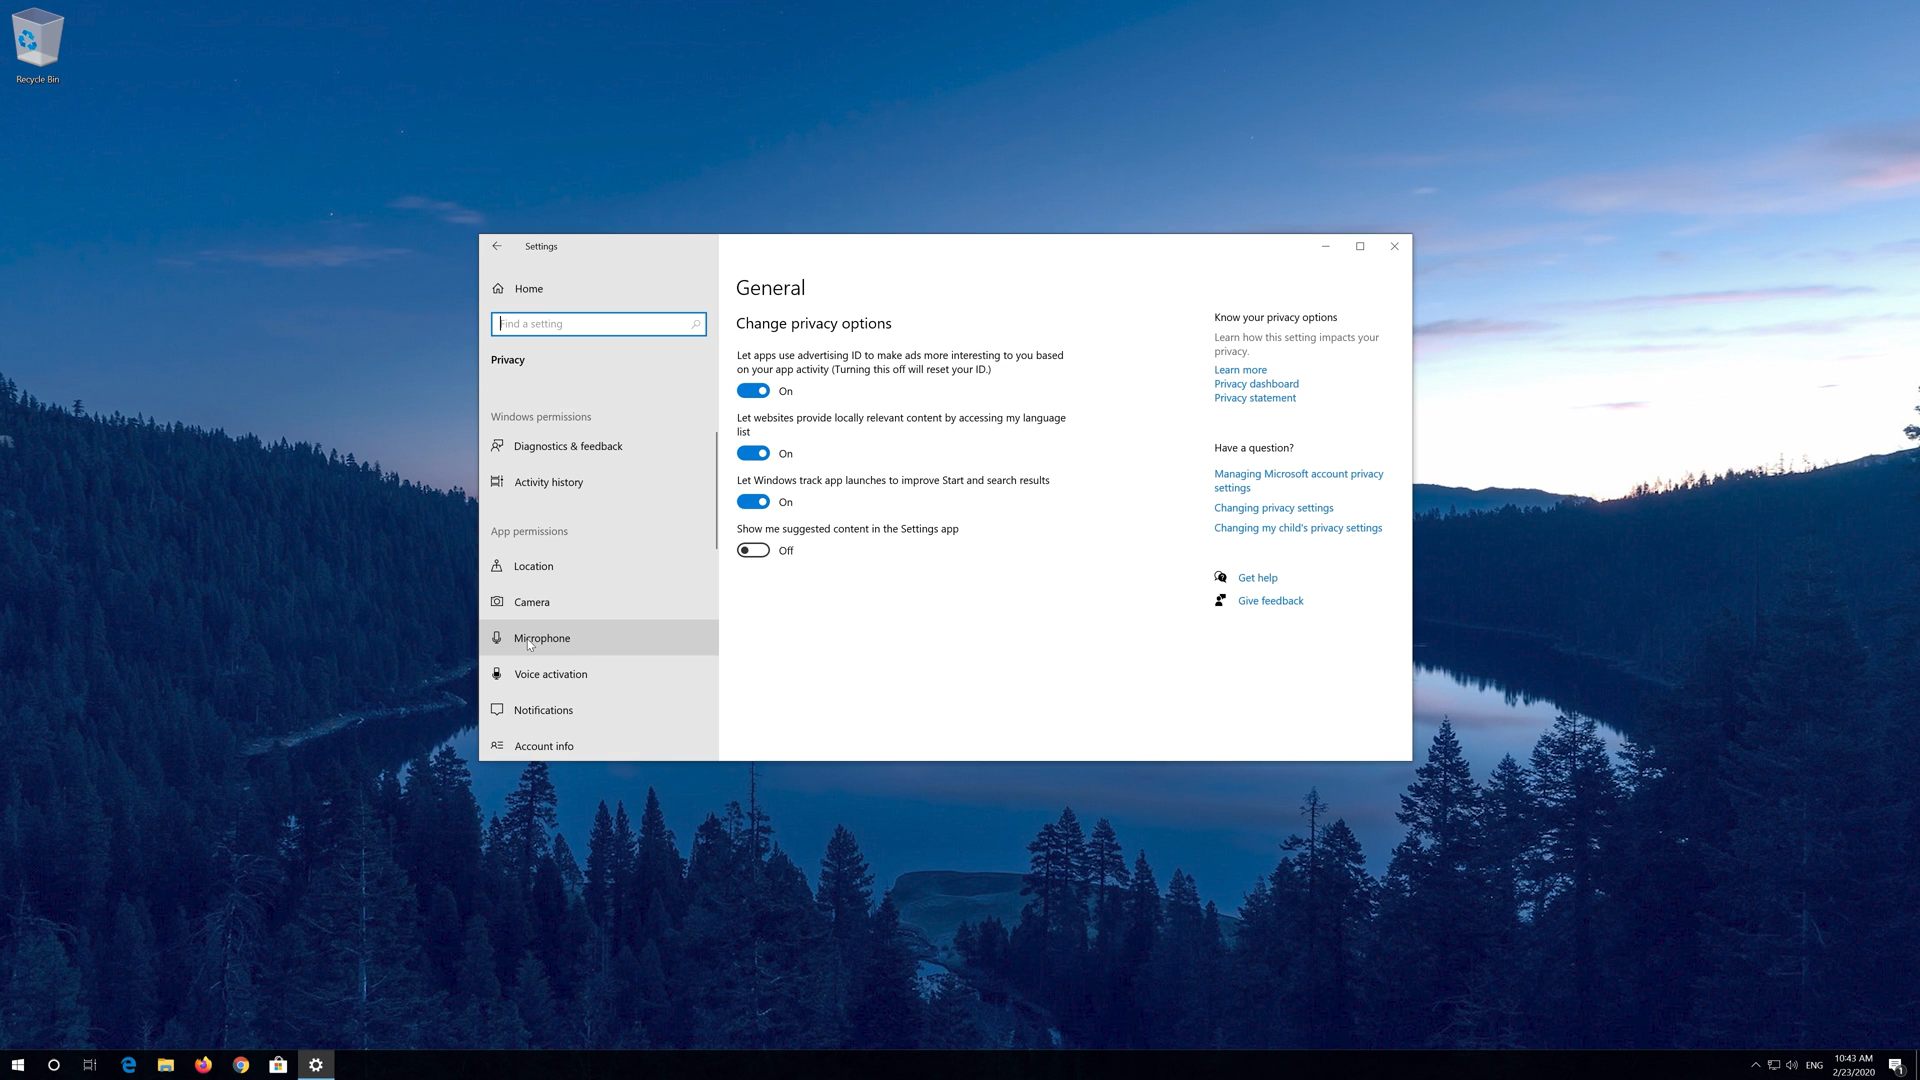 Recycle Bin
Settings
Home
Find a setting
Privacy
Windows permissions
Diagnostics & feedback
Activity history
App permissions
Location
Camera
Microphone
Voice activation
Notifications
Account info
General
Change privacy options
Let apps use advertising ID to make ads more interesting to you based
on your app activity (Turning this off will reset your ID.)
On
Let websites provide locally relevant content by accessing my language
list
On
Let Windows track app launches to improve Start and search results
On
Show me suggested content in the Settings app
Off
Know your privacy options
Learn how this setting impacts your
privacy.
Learn more
Privacy dashboard
Privacy statement
Have a question?
Managing Microsoft account privacy
settings
Changing privacy settings
Changing my child's privacy settings
Get help
Give feedback
ENG
10:43 AM
2/23/2020
1